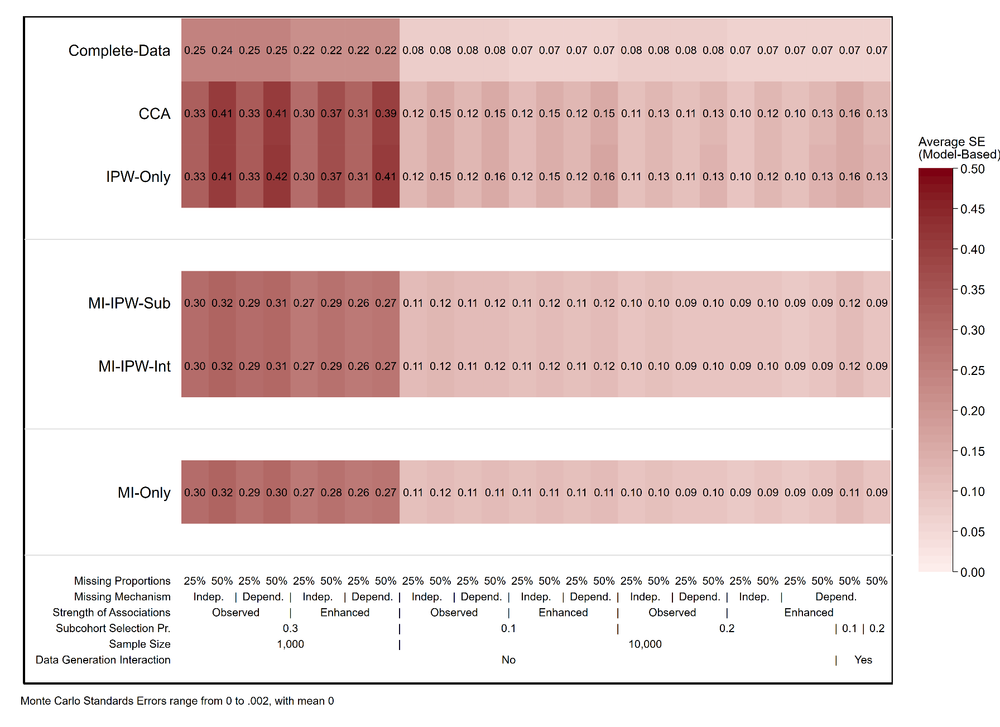 Complete-Data 0.25 0.24 0.25 0.25 0.22 0.22 0.22 0.22 0.08 0.08 0.08 0.08 0.07 0.07 0.07 0.07 0.08 0.08 0.08 0.08 0.07 0.07 0.07 0.07 0.07 0.07
CCA 0.33 0.41 0.33 0.41 0.30 0.37 0.31 0.39 0.12 0.15 0.12 0.15 0.12 0.15 0.12 0.15 0.11 0.13 0.11 0.13 0.10 0.12 0.10 0.13 0.16 0.13
IPW-Only 0.33 0.41 0.33 0.42 0.30 0.37 0.31 0.41 0.12 0.15 0.12 0.16 0.12 0.15 0.12 0.16 0.11 0.13 0.11 0.13 0.10 0.12 0.10 0.13 0.16 0.13
MI-IPW-Sub 0.30 0.32 0.29 0.31 0.27 0.29 0.26 0.27 0.11 0.12 0.11 0.12 0.11 0.12 0.11 0.12 0.10 0.10 0.09 0.10 0.09 0.10 0.09 0.09 0.12 0.09
MI-IPW-Int 0.30 0.32 0.29 0.31 0.27 0.29 0.26 0.27 0.11 0.12 0.11 0.12 0.11 0.12 0.11 0.12 0.10 0.10 0.09 0.10 0.09 0.10 0.09 0.09 0.12 0.09
MI-Only 0.30 0.32 0.29 0.30 0.27 0.28 0.26 0.27 0.11 0.12 0.11 0.11 0.11 0.11 0.11 0.11 0.10 0.10 0.09 0.10 0.09 0.09 0.09 0.09 0.11 0.09
Missing Proportions 25% 50% 25% 50% 25% 50% 25% 50% 25% 50% 25% 50% 25% 50% 25% 50% 25% 50% 25% 50% 25% 50% 25% 50% 50% 50%
Missing Mechanism Indep. | Depend. | Indep. | Depend. | Indep. | Depend. | Indep. | Depend. | Indep. | Depend. | Indep. | Depend.
Strength of Associations Observed | Enhanced | Observed | Enhanced | Observed | Enhanced
Subcohort Selection Pr. 0.3 | 0.1 | 0.2 | 0.1 | 0.2
Sample Size 1,000 | 10,000
Data Generation Interaction No | Yes
Monte Carlo Standards Errors range from 0 to .002, with mean 0
Average SE
(Model-Based)
0.50
0.45
0.40
0.35
0.30
0.25
0.20
0.15
0.10
0.05
0.00